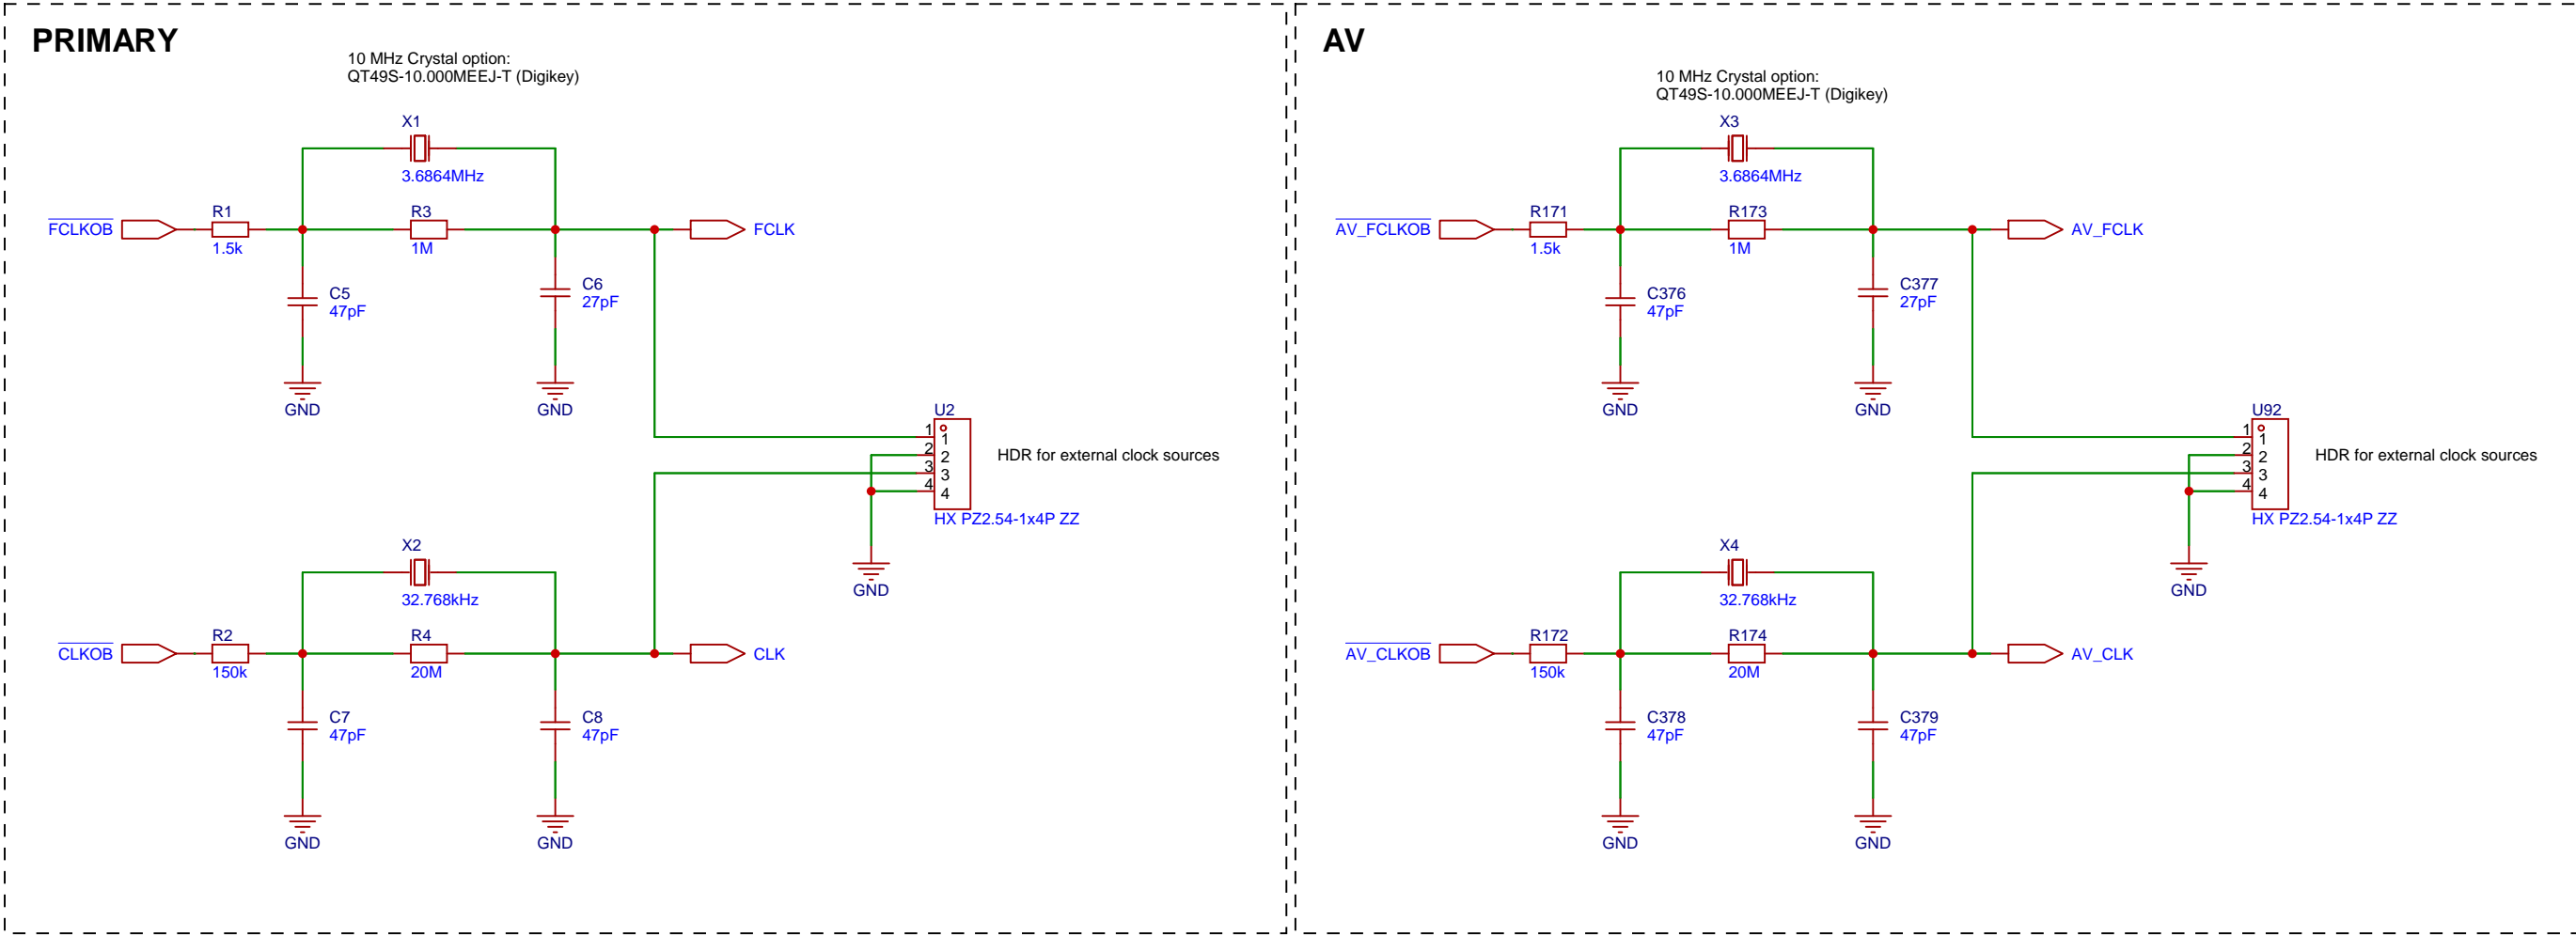 PRIMARY
10 MHz Crystal option:
QT49S-10.000MEEJ-T (Digikey)
X1
3.6864MHz
FCLKOB
R1
1.5k
R3
1M
FCLK
C5
47pF
C6
27pF
GND
GND
U2
1
2
3
4
1
2
3
4
HX PZ2.54-1x4P ZZ
HDR for external clock sources
GND
X2
32.768kHz
CLKOB
R2
150k
R4
20M
CLK
C7
47pF
C8
47pF
GND
GND
AV
10 MHz Crystal option:
QT49S-10.000MEEJ-T (Digikey)
X3
3.6864MHz
AV_FCLKOB
R171
1.5k
R173
1M
AV_FCLK
C376
47pF
C377
27pF
GND
GND
U92
1
2
3
4
1
2
3
4
HX PZ2.54-1x4P ZZ
HDR for external clock sources
GND
X4
32.768kHz
AV_CLKOB
R172
150k
R174
20M
AV_CLK
C378
47pF
C379
47pF
GND
GND